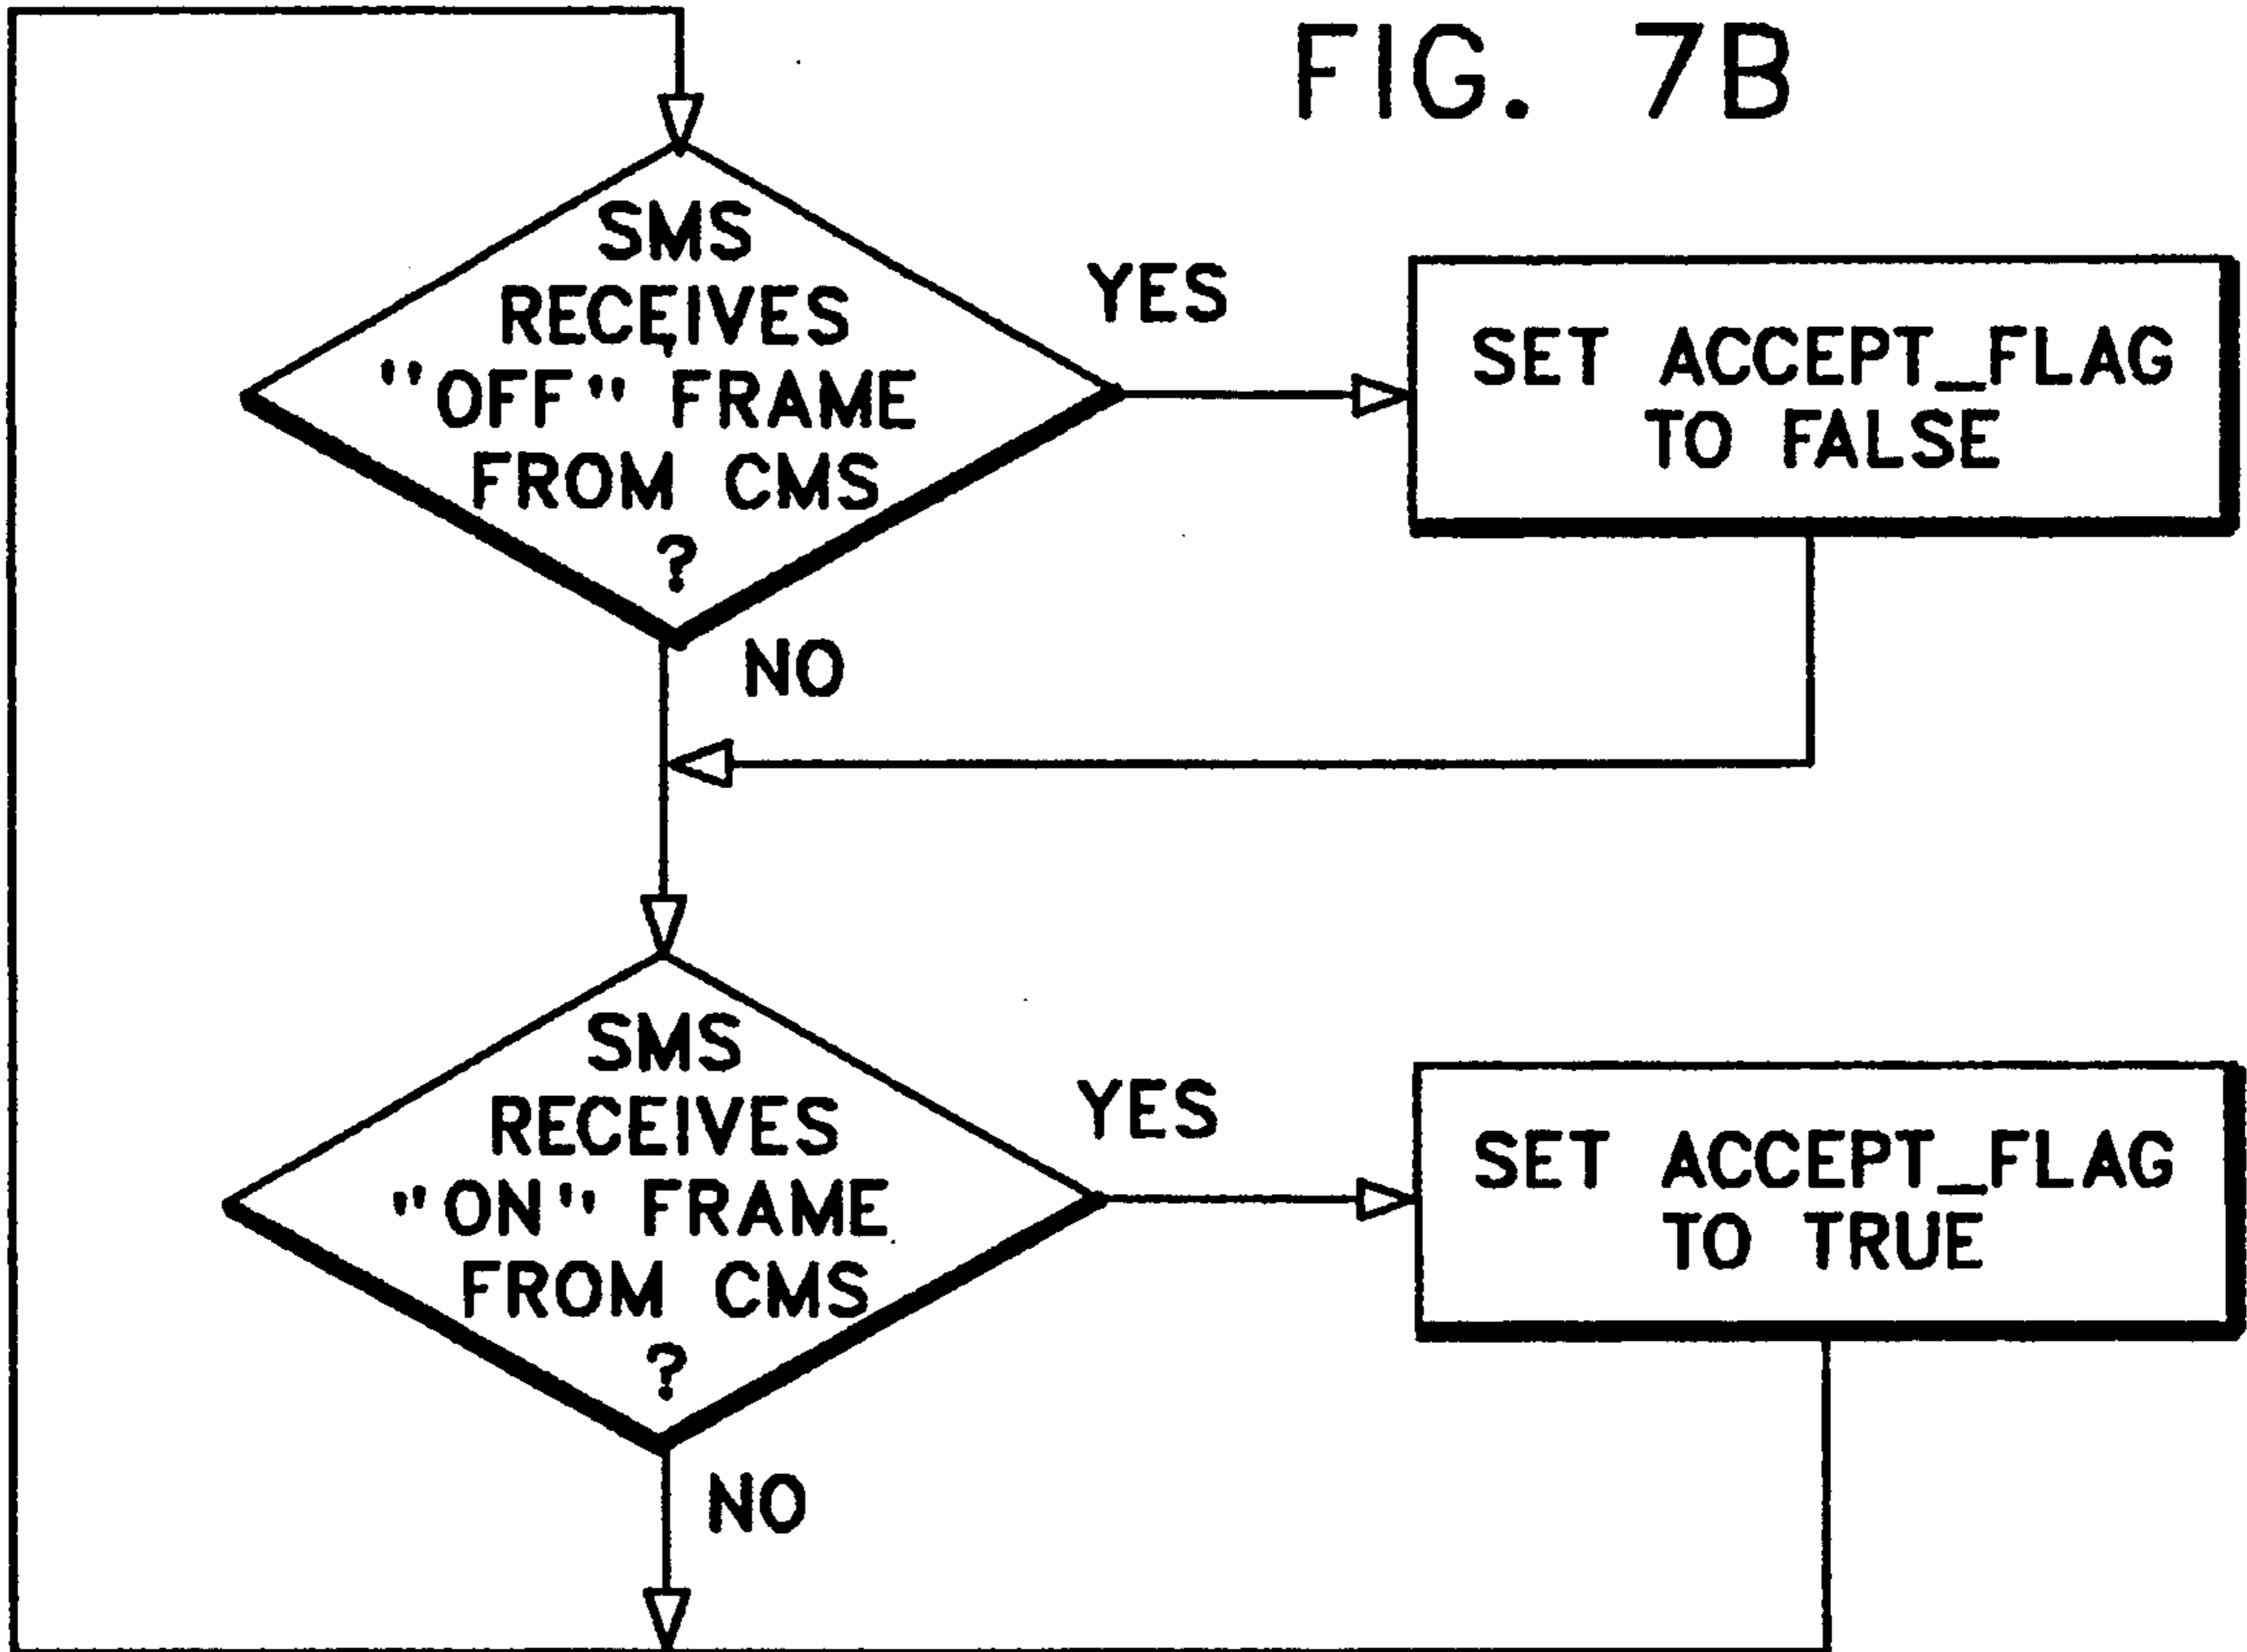 FIG. 7B
SMS
RECEIVES
"OFF" FRAME
FROM CMS
?
YES
SET ACCEPT_FLAG
TO FALSE
NO
SMS
RECEIVES
"ON" FRAME
FROM CMS
?
YES
SET ACCEPT_FLAG
TO TRUE
NO